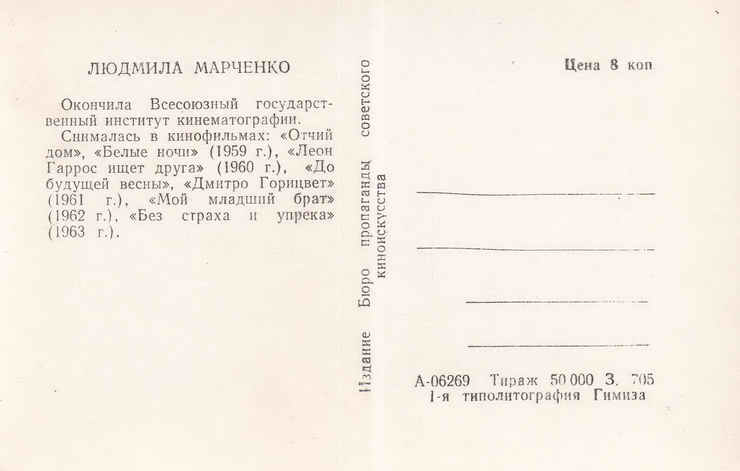 ЛЮДМИЛА МАРЧЕНКО
Окончила Всесоюзный государст-
венный институт кинематографии.
Снималась в кинофильмах: «Отчий
дом», «Белые ночи» (1959 г.), «Леон
Гаррос ищет друга» (1960 г.), «До
будущей весны», «Дмитро Горицвет»
(1961 г.), «Мой младший брат»
(1962 г.), «Без страха и упрека»
(1963 г.).
Издание Бюро пропаганды советского
киноискусства
Цена 8 коп
А-06269 Тираж 50 000 З. 705
1-я типолитография Гимиза